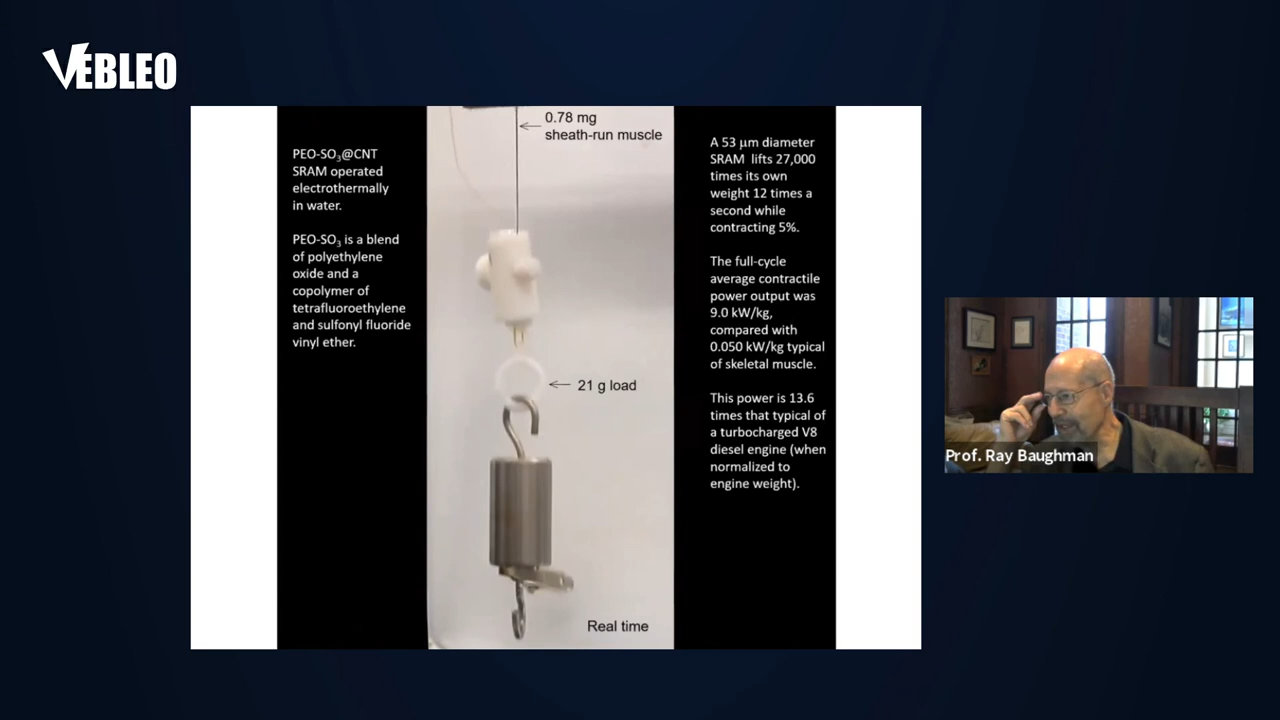 VEBLEO
PEO-SO3@CNT
SRAM operated
electrothermally
in water.
PEO-SO3 is a blend
of polyethylene
oxide and a
copolymer of
tetrafluoroethylene
and sulfonyl fluoride
vinyl ether.
0.78 mg
sheath-run muscle
21 g load
Real time
A 53 µm diameter
SRAM lifts 27,000
times its own
weight 12 times a
second while
contracting 5%.
The full-cycle
average contractile
power output was
9.0 kW/kg,
compared with
0.050 kW/kg typical
of skeletal muscle.
This power is 13.6
times that typical of
a turbocharged V8
diesel engine (when
normalized to
engine weight).
Prof. Ray Baughman